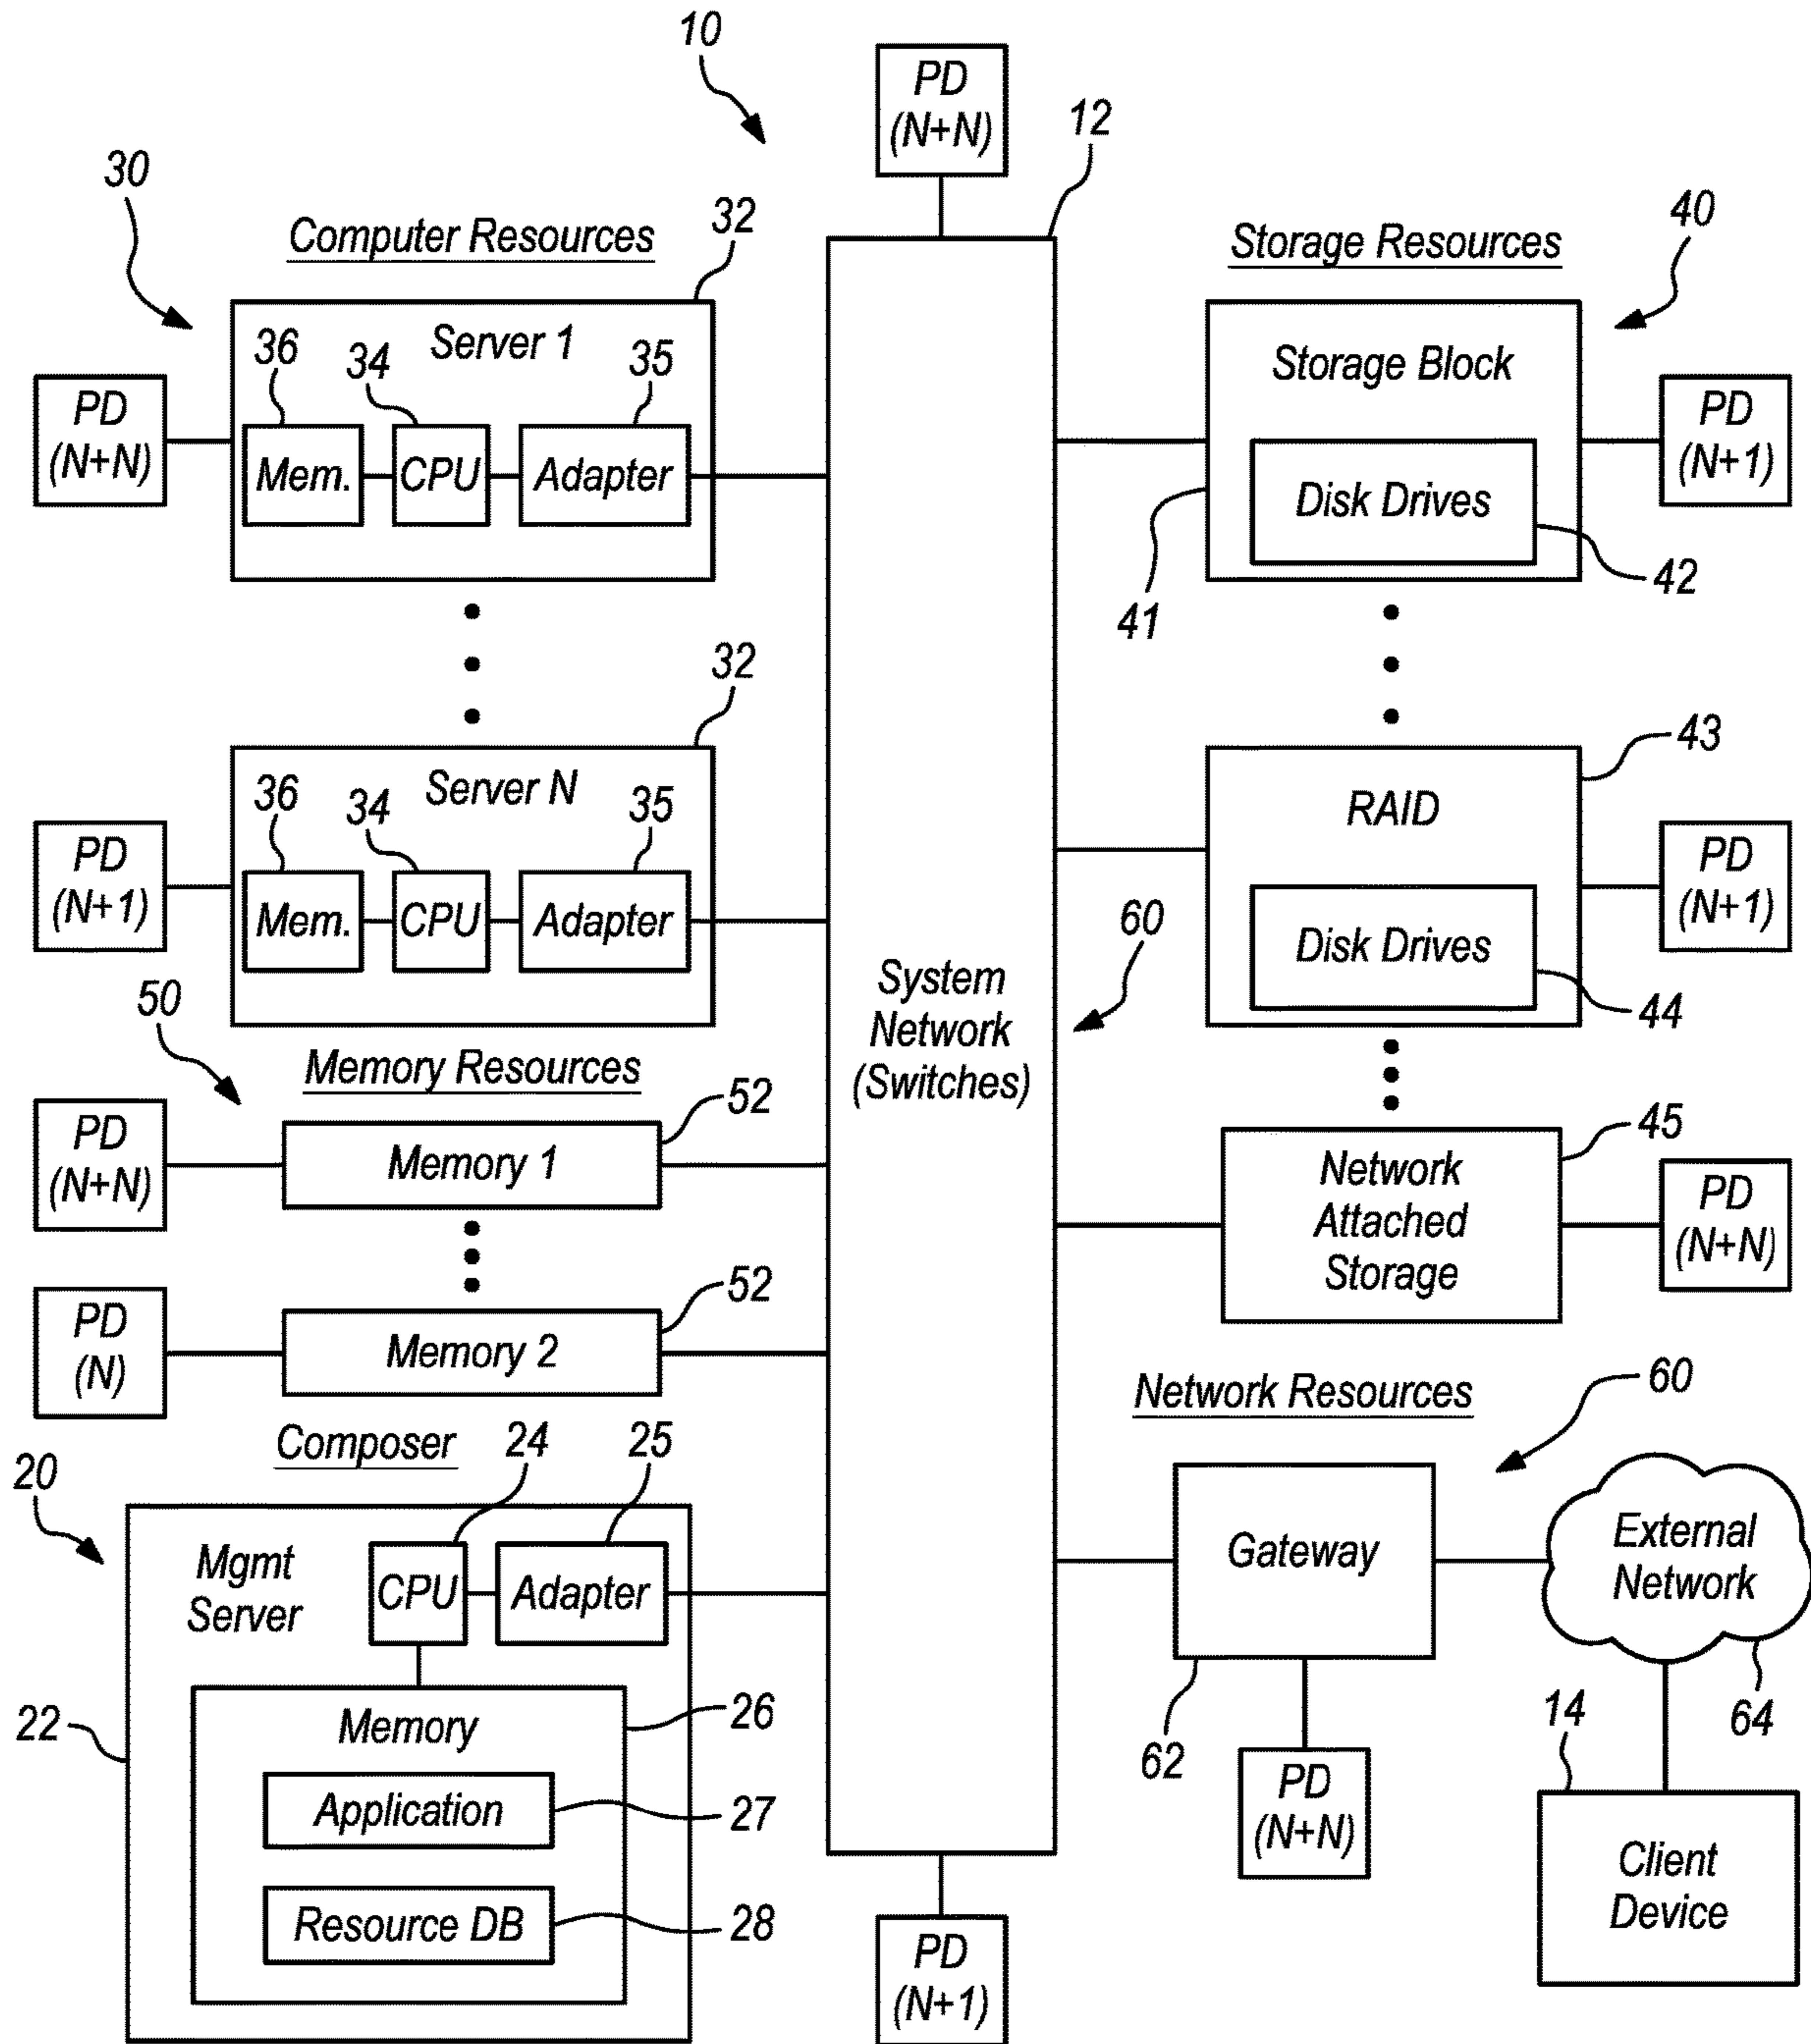 10
PD
(N+N)
12
30
Computer Resources
32
Server 1
36
34
35
PD
(N+N)
Mem.
CPU
Adapter
Storage Resources
40
Storage Block
Disk Drives
PD
(N+1)
41
42
32
Server N
36
34
35
PD
(N+1)
Mem.
CPU
Adapter
43
RAID
Disk Drives
PD
(N+1)
44
System
Network
(Switches)
60
50
Memory Resources
52
PD
(N+N)
Memory 1
52
PD
(N)
Memory 2
45
Network
Attached
Storage
PD
(N+N)
Composer
20
24
25
Mgmt
Server
CPU
Adapter
22
Memory
26
Application
27
Resource DB
28
Network Resources
60
Gateway
External
Network
62
64
PD
(N+N)
14
Client
Device
PD
(N+1)